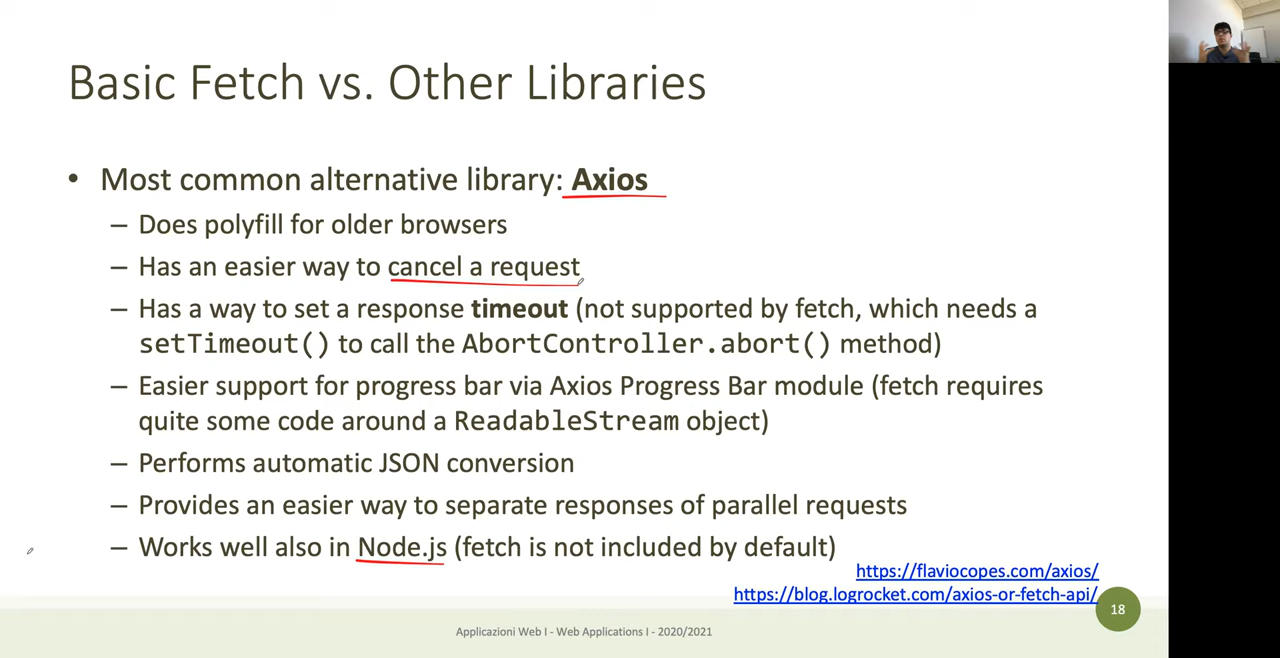 Basic Fetch vs. Other Libraries
• Most common alternative library: Axios
– Does polyfill for older browsers
– Has an easier way to cancel a request
– Has a way to set a response timeout (not supported by fetch, which needs a
setTimeout() to call the AbortController.abort() method)
– Easier support for progress bar via Axios Progress Bar module (fetch requires
quite some code around a ReadableStream object)
– Performs automatic JSON conversion
– Provides an easier way to separate responses of parallel requests
– Works well also in Node.js (fetch is not included by default)
https://flaviocopes.com/axios/
https://blog.logrocket.com/axios-or-fetch-api/
18
Applicazioni Web I - Web Applications I - 2020/2021